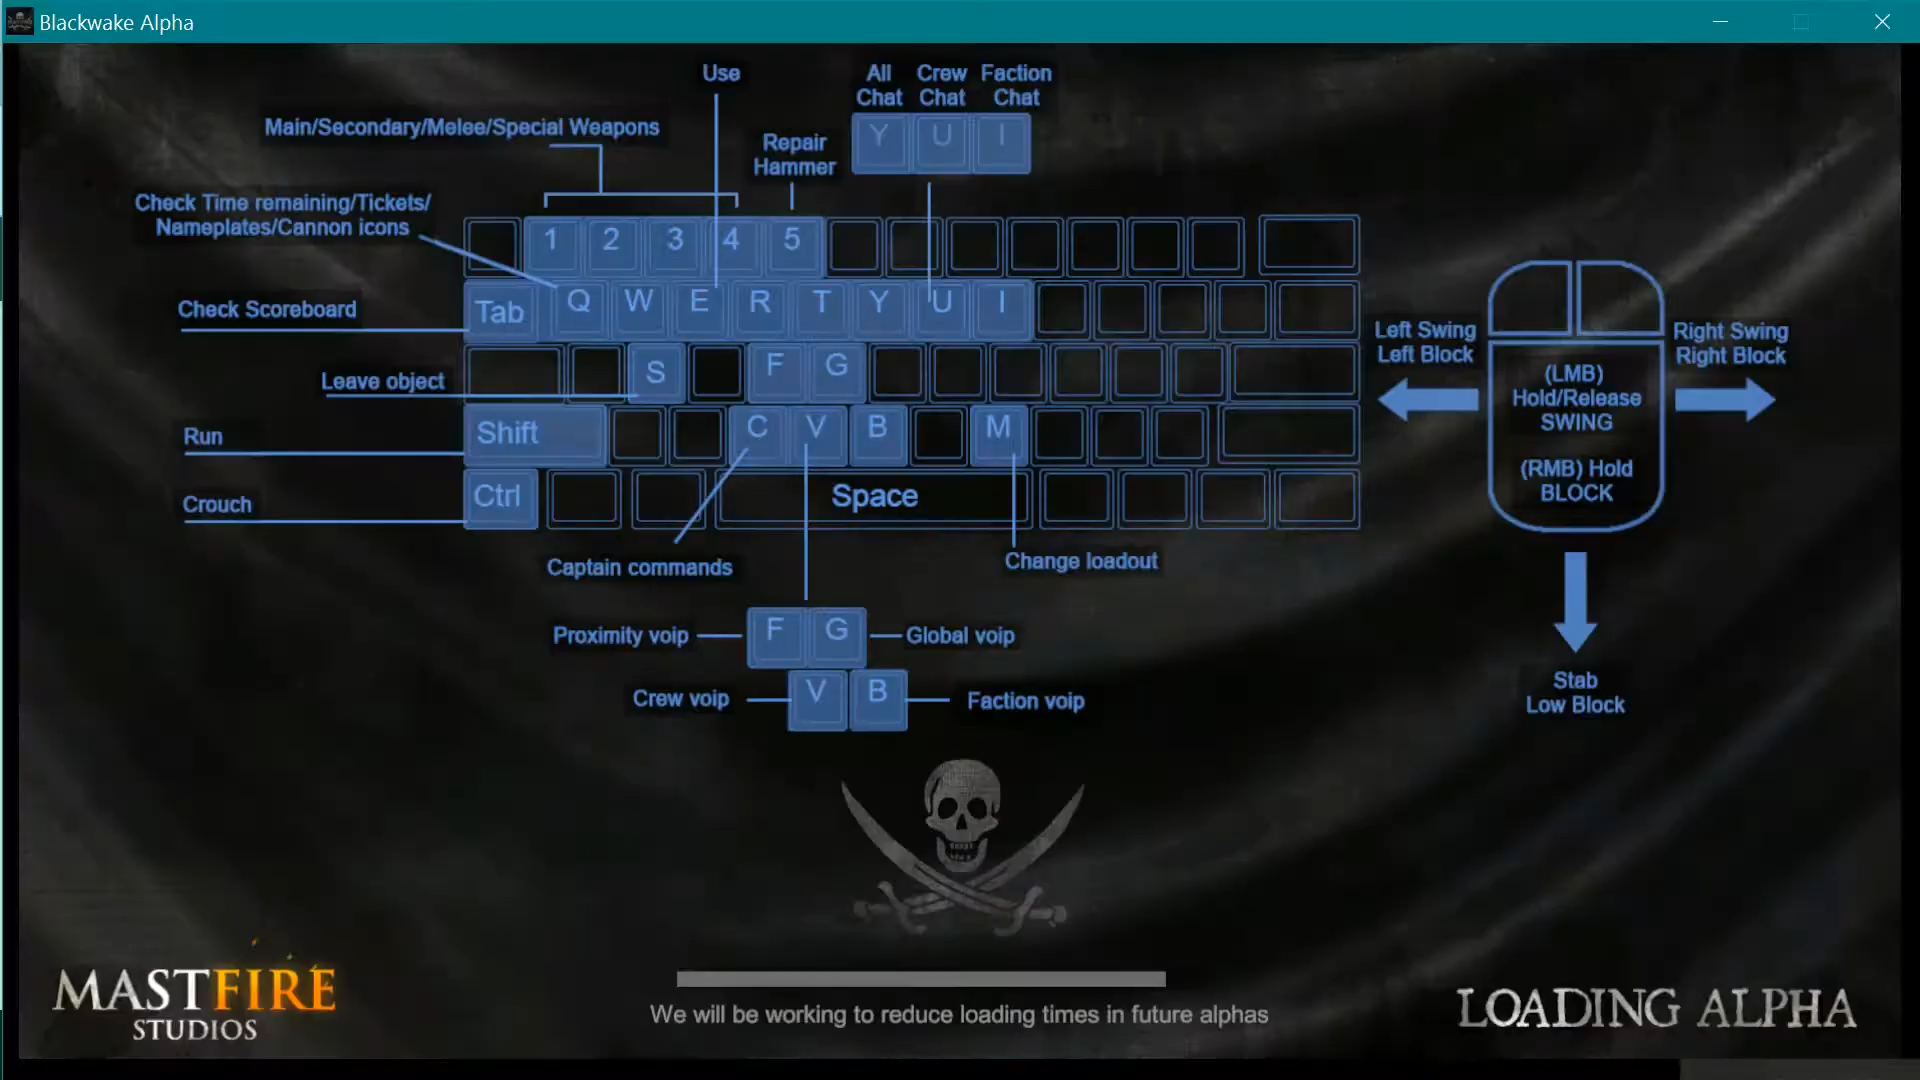 Blackwake Alpha
Use
All Chat
Crew Chat
Faction Chat
Main/Secondary/Melee/Special Weapons
Y U I
Repair
Hammer
Check Time remaining/Tickets/
Nameplates/Cannon icons
1 2 3 4 5
Check Scoreboard
Tab Q W E R T Y U I
Leave object
S F G
Run
Shift C V B M
Crouch
Ctrl Space
Left Swing
Left Block
Right Swing
Right Block
(LMB)
Hold/Release
SWING
(RMB) Hold
BLOCK
Stab
Low Block
Captain commands
Change loadout
Proximity voip F G Global voip
Crew voip V B Faction voip
MASTFIRE
STUDIOS
We will be working to reduce loading times in future alphas
LOADING ALPHA